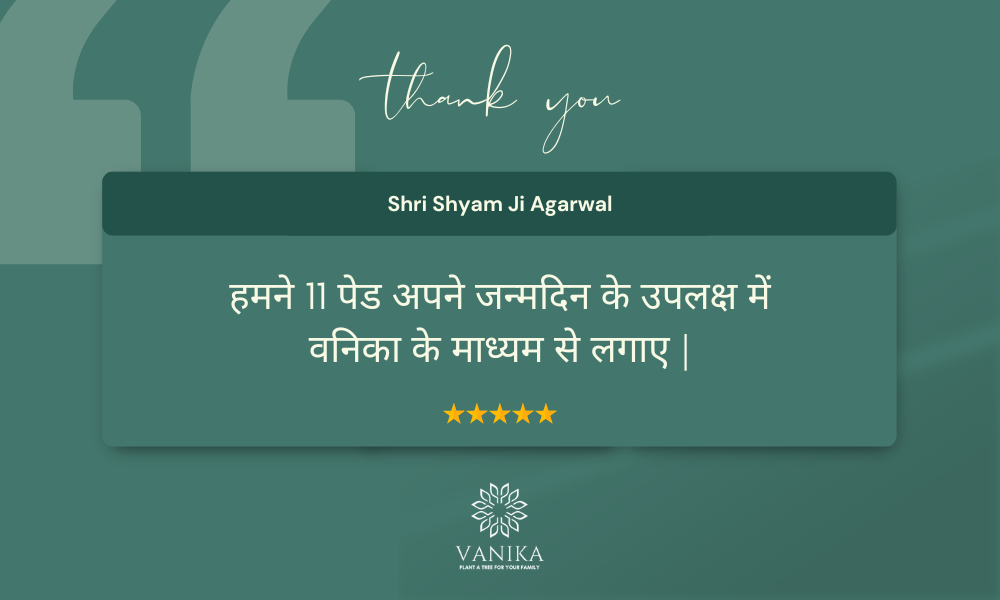 thank you
Shri Shyam Ji Agarwal
हमने 11 पेड अपने जन्मदिन के उपलक्ष में
वनिका के माध्यम से लगाए |
VANIKA
PLANT A TREE FOR YOUR FAMILY